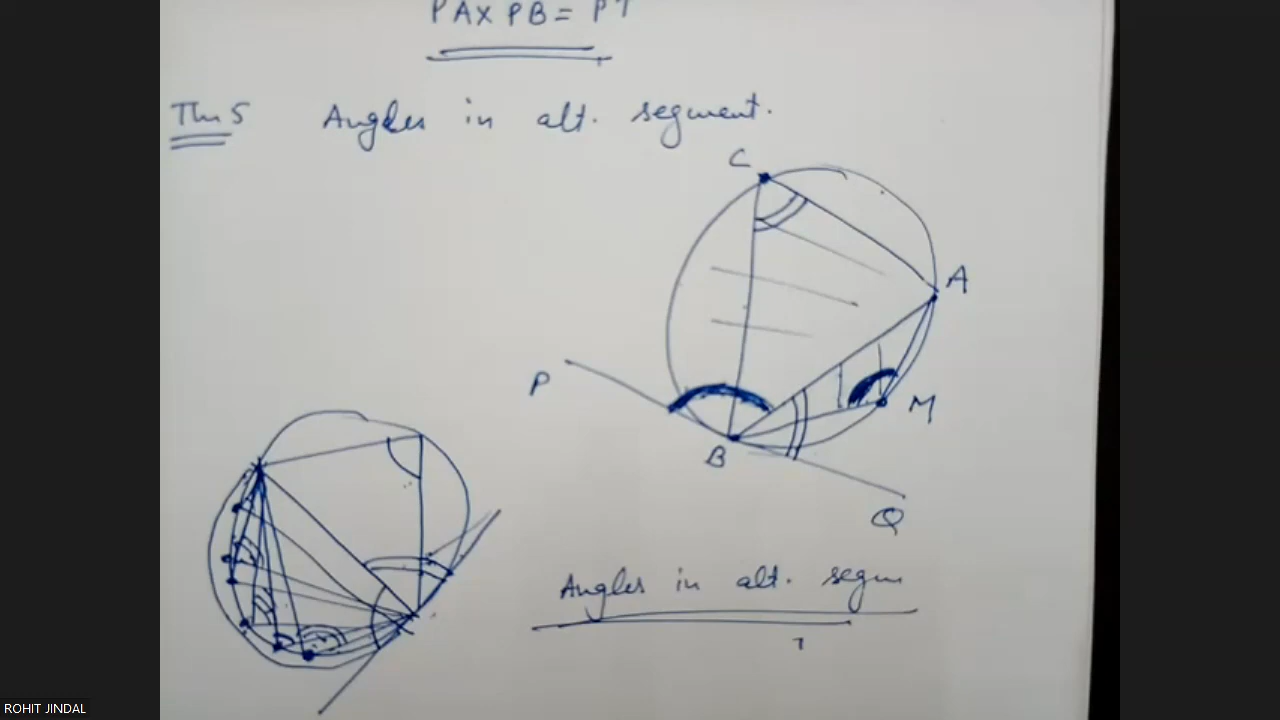 PA x PB = PT
Thm 5 Angles in alt. segment.
C
A
P
M
B
Q
Angles in alt. segm
ROHIT JINDAL